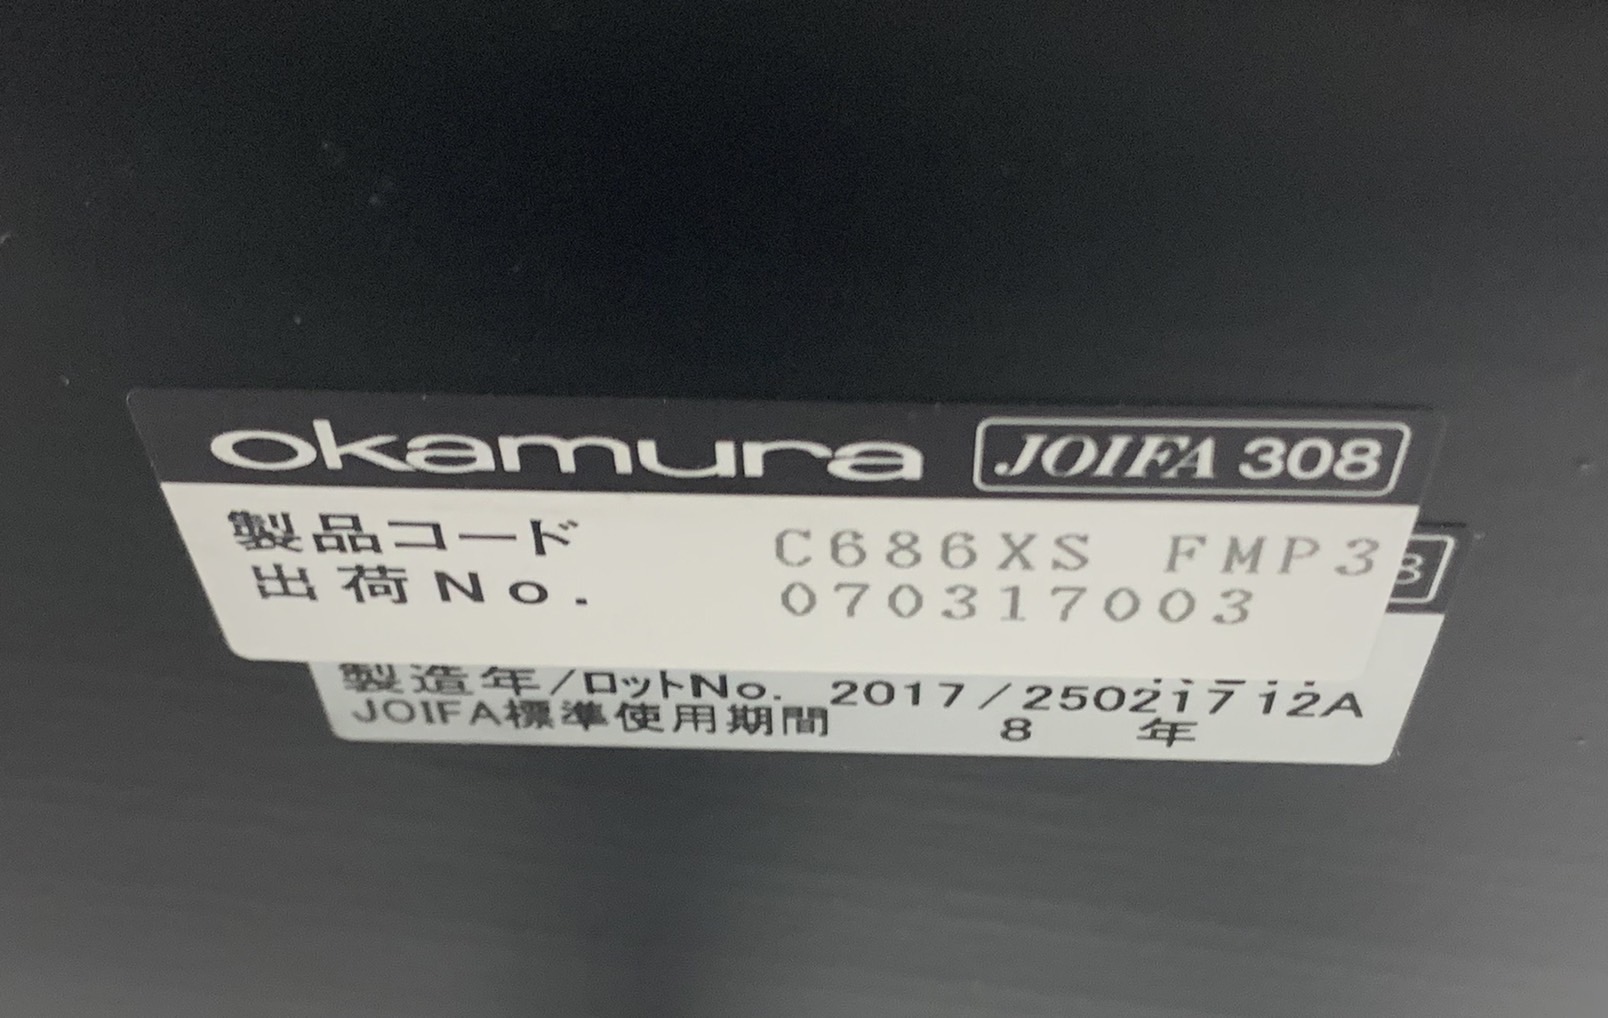 okamura JOIFA 308
製品コード C686XS FMP3
出荷No. 070317003
製造年/ロットNo. 2017/25021712A
JOIFA標準使用期間 8 年